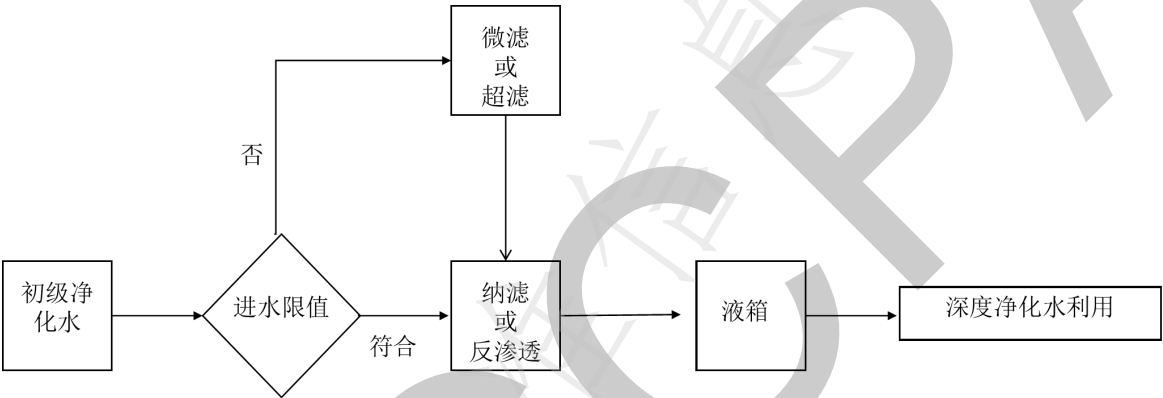 微滤
或
超滤
否
初级净
化水
进水限值
符合
纳滤
或
反渗透
液箱
深度净化水利用